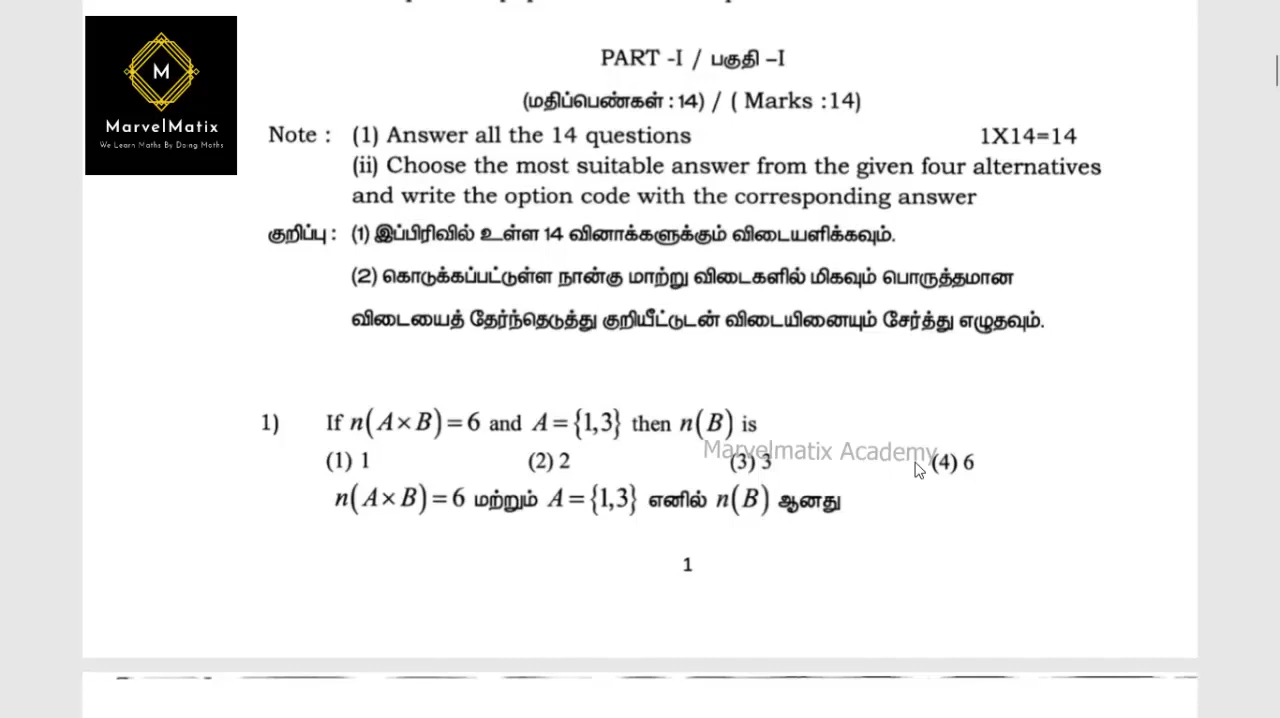 M
MarvelMatix
We Learn Maths By Doing Maths
PART -I / பகுதி –I
(மதிப்பெண்கள் : 14) / ( Marks :14)
Note : (1) Answer all the 14 questions 1X14=14
(ii) Choose the most suitable answer from the given four alternatives
and write the option code with the corresponding answer
குறிப்பு : (1) இப்பிரிவில் உள்ள 14 வினாக்களுக்கும் விடையளிக்கவும்.
(2) கொடுக்கப்பட்டுள்ள நான்கு மாற்று விடைகளில் மிகவும் பொருத்தமான
விடையைத் தேர்ந்தெடுத்து குறியீட்டுடன் விடையினையும் சேர்த்து எழுதவும்.
1) If n(A×B)=6 and A={1,3} then n(B) is
Marvelmatix Academy
(1) 1 (2) 2 (3) 3 (4) 6
n(A×B)=6 மற்றும் A={1,3} எனில் n(B) ஆனது
1